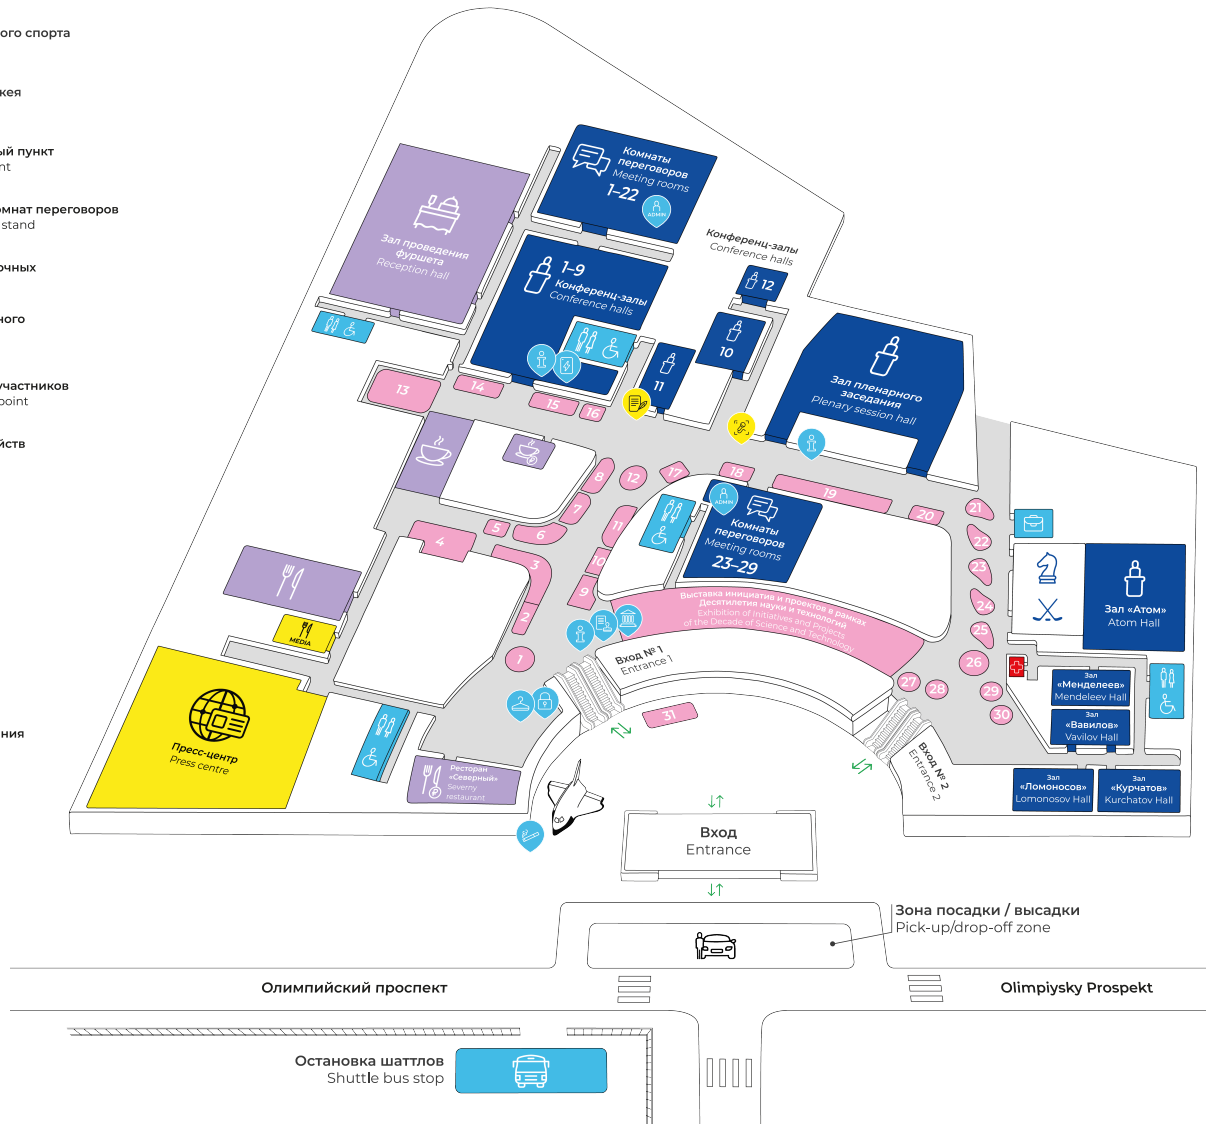 ого спорта
кея
ый пункт
nt
омнат переговоров
stand
очных
ного
участников
point
йств
ния
Комнаты
переговоров
Meeting rooms
1–22
ADMIN
Зал проведения
фуршета
Reception hall
1–9
Конференц-залы
Conference halls
Конференц-залы
Conference halls
12
10
11
Зал пленарного
заседания
Plenary session hall
13
14
15
16
8
12
17
18
19
20
21
22
23
24
25
26
27
28
29
30
31
7
6
5
4
3
2
1
11
10
9
ADMIN
Комнаты
переговоров
Meeting rooms
23–29
Выставка инициатив и проектов в рамках
Десятилетия науки и технологий
Exhibition of Initiatives and Projects
of the Decade of Science and Technology
Вход № 1
Entrance 1
Вход № 2
Entrance 2
Зал «Атом»
Atom Hall
Зал
«Менделеев»
Mendeleev Hall
Зал
«Вавилов»
Vavilov Hall
Зал
«Ломоносов»
Lomonosov Hall
Зал
«Курчатов»
Kurchatov Hall
MEDIA
Пресс-центр
Press centre
Ресторан
«Северный»
Severny
restaurant
Вход
Entrance
Зона посадки / высадки
Pick-up/drop-off zone
Олимпийский проспект
Olimpiysky Prospekt
Остановка шаттлов
Shuttle bus stop